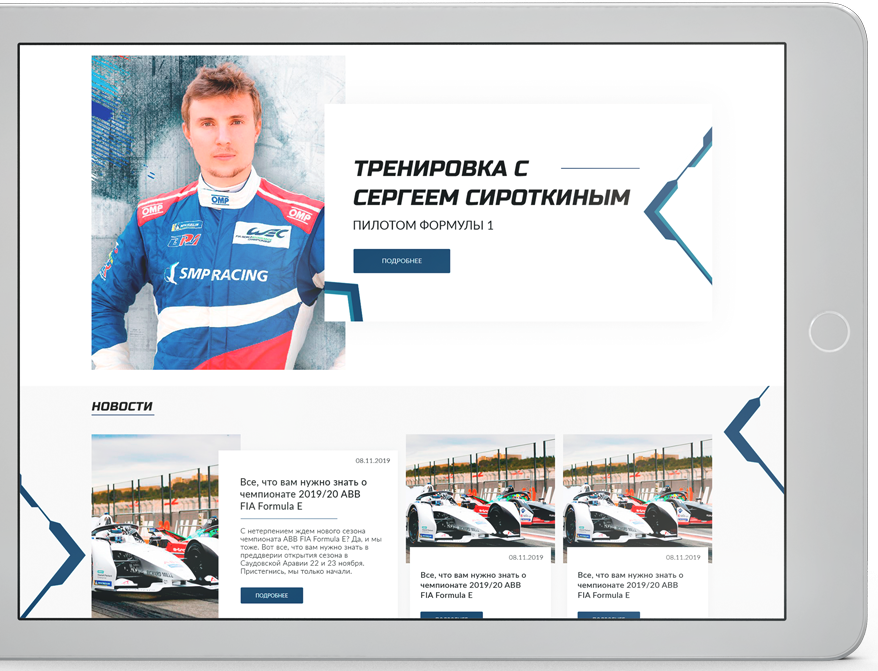 ТРЕНИРОВКА С
СЕРГЕЕМ СИРОТКИНЫМ
ПИЛОТОМ ФОРМУЛЫ 1
ПОДРОБНЕЕ
OMP
OMP
OMP
WEC
SMP RACING
НОВОСТИ
08.11.2019
Все, что вам нужно знать о
чемпионате 2019/20 ABB
FIA Formula E
С нетерпением ждем нового сезона
чемпионата ABB FIA Formula E? Да, и мы
тоже. Вот все, что вам нужно знать в
преддверии открытия сезона в
Саудовской Аравии 22 и 23 ноября.
Пристегнись, мы только начали.
ПОДРОБНЕЕ
08.11.2019
Все, что вам нужно знать о
чемпионате 2019/20 ABB
FIA Formula E
08.11.2019
Все, что вам нужно знать о
чемпионате 2019/20 ABB
FIA Formula E